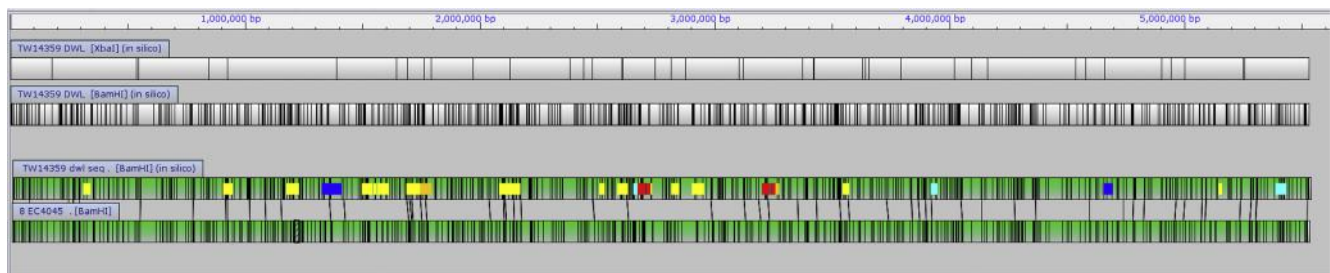 1,000,000 bp 2,000,000 bp 3,000,000 bp 4,000,000 bp 5,000,000 bp
TW14359 DWL [XbaI] (in silico)
TW14359 DWL [BamHI] (in silico)
TW14359 dwl seq . [BamHI] (in silico)
8 EC4045 . [BamHI]